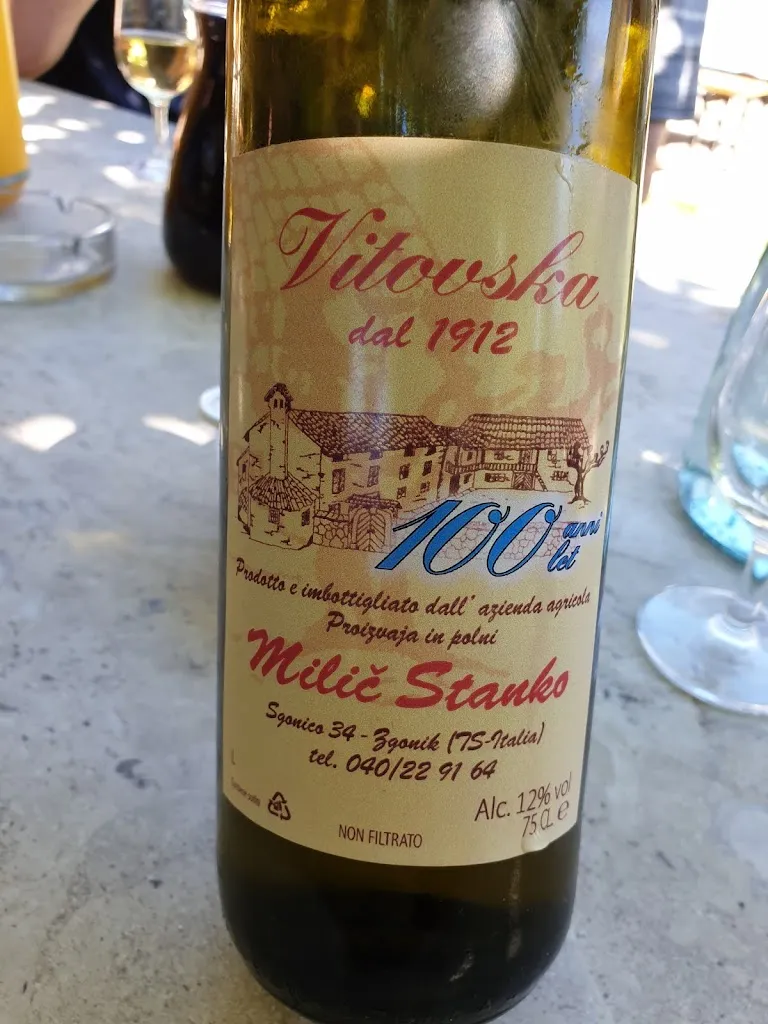 Vitovska
dal 1912
100 anni
let
Prodotto e imbottigliato dall' azienda agricola
Proizvaja in polni
Milič Stanko
Sgonico 34 - Zgonik (TS-Italia)
tel. 040/22 91 64
L
Alc. 12% vol
75 CL. e
NON FILTRATO